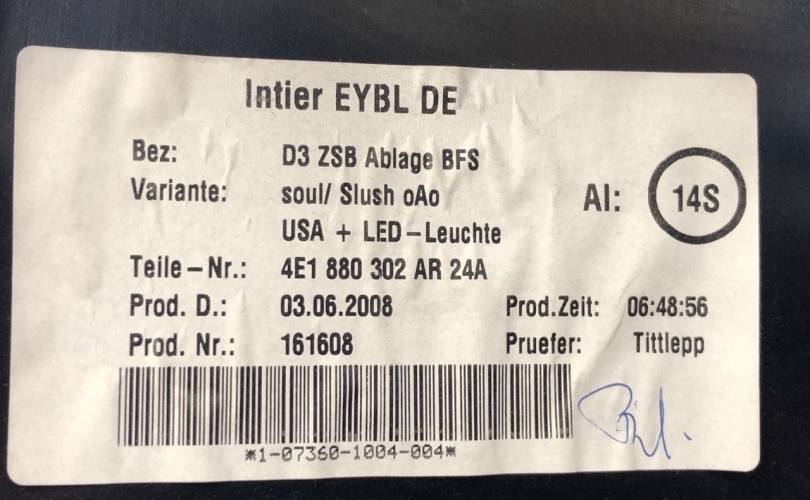 Intier EYBL DE
Bez: D3 ZSB Ablage BFS
Variante: soul/ Slush oAo AI: 14S
USA + LED-Leuchte
Teile-Nr.: 4E1 880 302 AR 24A
Prod. D.: 03.06.2008 Prod.Zeit: 06:48:56
Prod. Nr.: 161608 Pruefer: Tittlepp
*1-07360-1004-004*